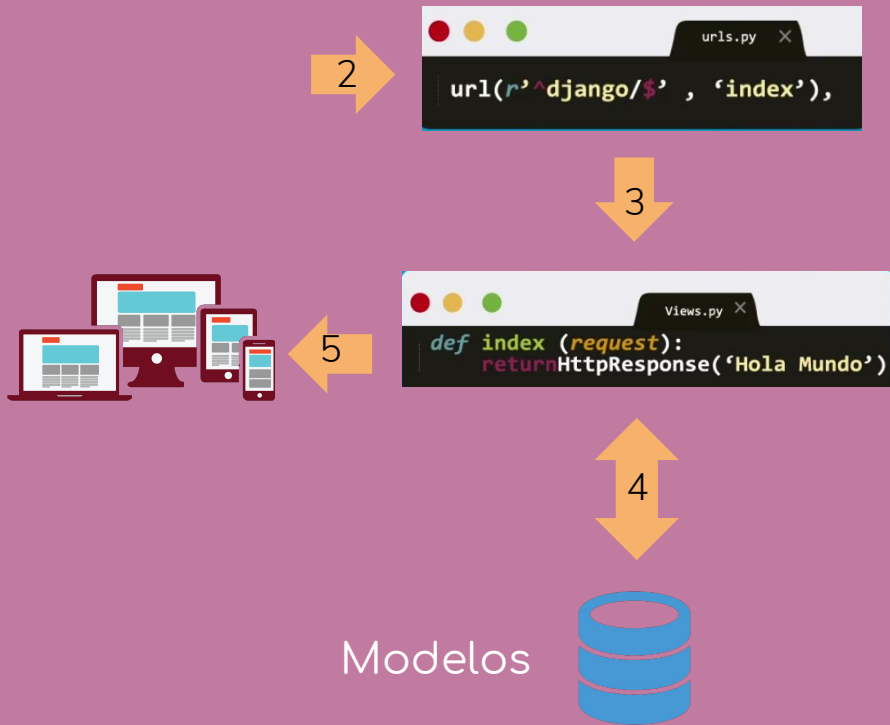 urls.py
2
url(r’^django/$’ , ‘index’),
3
Views.py
def index (request):
returnHttpResponse(‘Hola Mundo’)
5
4
Modelos